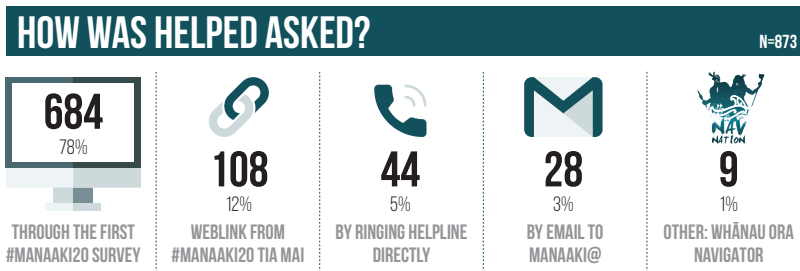 HOW WAS HELPED ASKED?
N=873
684
78%
THROUGH THE FIRST
#MANAAKI20 SURVEY
108
12%
WEBLINK FROM
#MANAAKI20 TIA MAI
44
5%
BY RINGING HELPLINE
DIRECTLY
28
3%
BY EMAIL TO
MANAAKI@
NAV
NATION
9
1%
OTHER: WHĀNAU ORA
NAVIGATOR